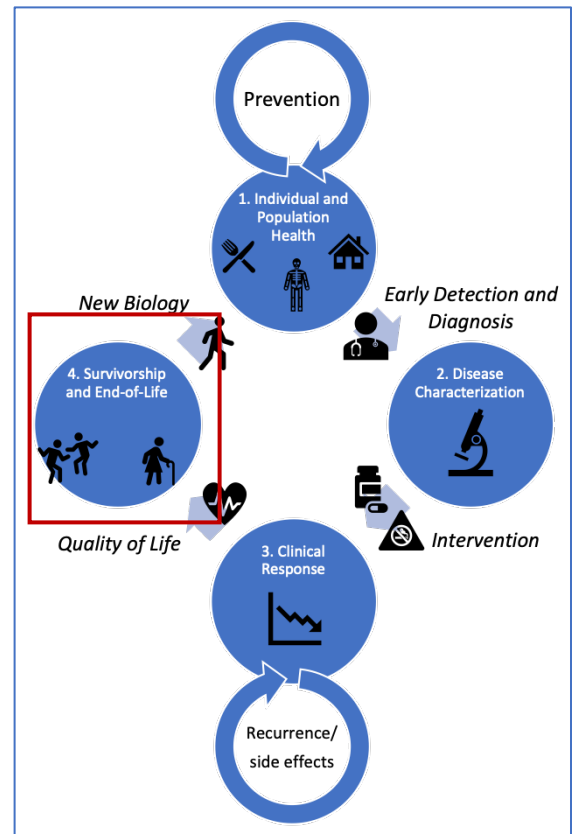 Prevention
1. Individual and
Population
Health
New Biology
Early Detection and
Diagnosis
4. Survivorship
and End-of-Life
2. Disease
Characterization
Quality of Life
Intervention
3. Clinical
Response
Recurrence/
side effects